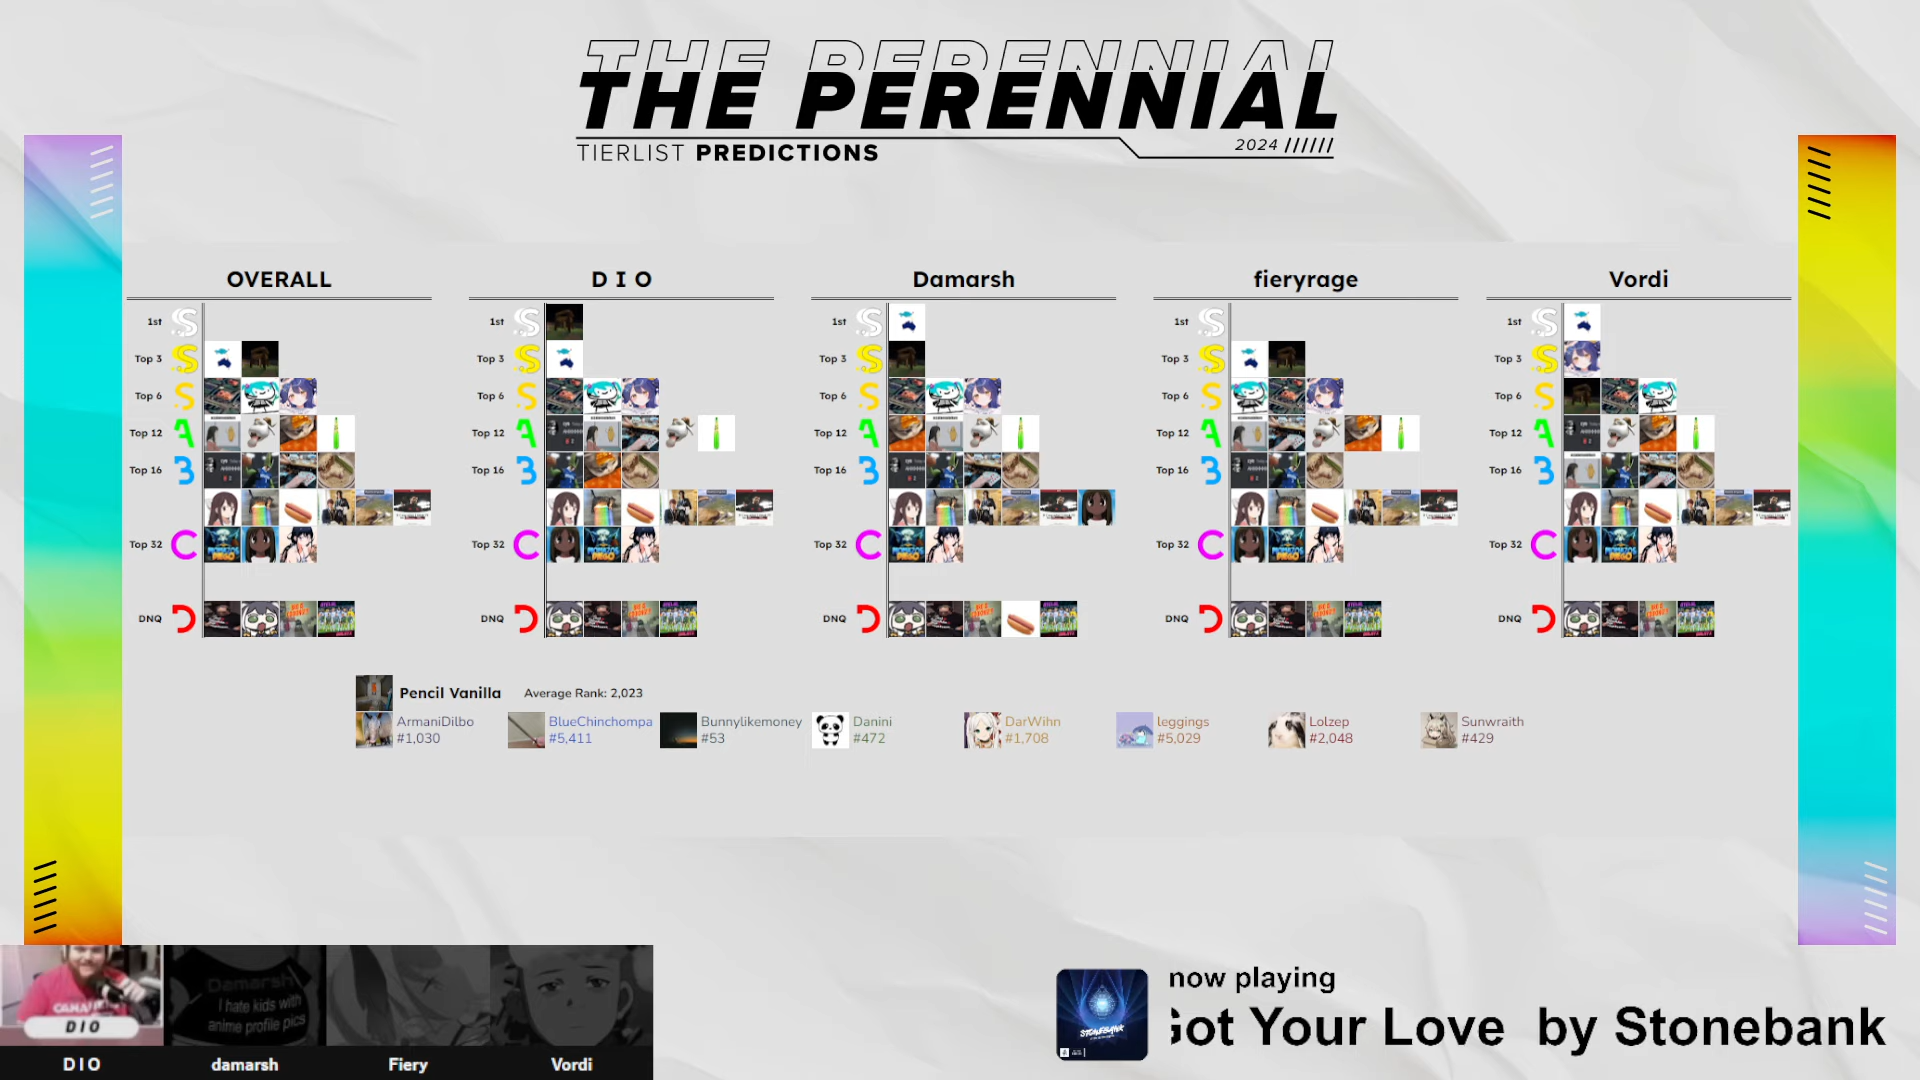 THE PERENNIAL
THE PERENNIAL
TIERLIST PREDICTIONS
2024 //////
OVERALL
D I O
Damarsh
fieryrage
Vordi
1st S
Top 3 S
Top 6 S
Top 12 A
Top 16 B
Top 32 C
DNQ D
1st S
Top 3 S
Top 6 S
Top 12 A
Top 16 B
Top 32 C
DNQ D
1st S
Top 3 S
Top 6 S
Top 12 A
Top 16 B
Top 32 C
DNQ D
1st S
Top 3 S
Top 6 S
Top 12 A
Top 16 B
Top 32 C
DNQ D
1st S
Top 3 S
Top 6 S
Top 12 A
Top 16 B
Top 32 C
DNQ D
Pencil Vanilla Average Rank: 2,023
ArmaniDilbo
#1,030
BlueChinchompa
#5,411
Bunnylikemoney
#53
Danini
#472
DarWihn
#1,708
leggings
#5,029
Lolzep
#2,048
Sunwraith
#429
D I O
D I O
Damarsh
I hate kids with
anime profile pics
damarsh
Fiery
Vordi
STONEBANK
now playing
Got Your Love by Stonebank